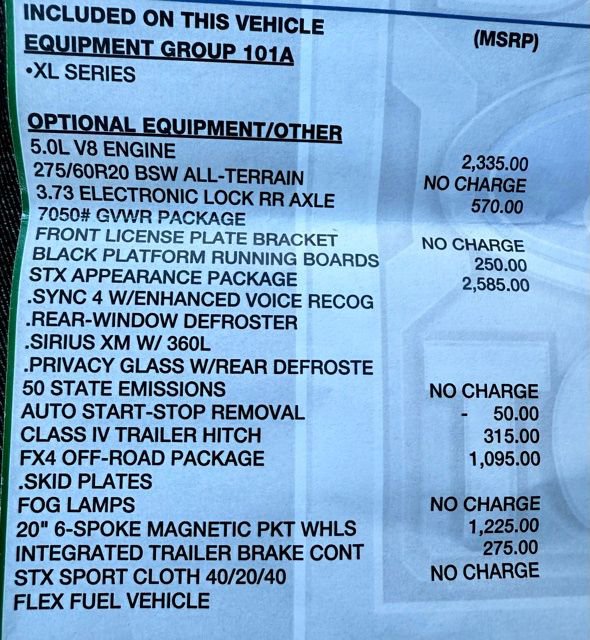 INCLUDED ON THIS VEHICLE (MSRP)
EQUIPMENT GROUP 101A
•XL SERIES
OPTIONAL EQUIPMENT/OTHER
5.0L V8 ENGINE 2,335.00
275/60R20 BSW ALL-TERRAIN NO CHARGE
3.73 ELECTRONIC LOCK RR AXLE 570.00
7050# GVWR PACKAGE
FRONT LICENSE PLATE BRACKET NO CHARGE
BLACK PLATFORM RUNNING BOARDS 250.00
STX APPEARANCE PACKAGE 2,585.00
.SYNC 4 W/ENHANCED VOICE RECOG
.REAR-WINDOW DEFROSTER
.SIRIUS XM W/ 360L
.PRIVACY GLASS W/REAR DEFROSTE
50 STATE EMISSIONS NO CHARGE
AUTO START-STOP REMOVAL - 50.00
CLASS IV TRAILER HITCH 315.00
FX4 OFF-ROAD PACKAGE 1,095.00
.SKID PLATES
FOG LAMPS NO CHARGE
20" 6-SPOKE MAGNETIC PKT WHLS 1,225.00
INTEGRATED TRAILER BRAKE CONT 275.00
STX SPORT CLOTH 40/20/40 NO CHARGE
FLEX FUEL VEHICLE